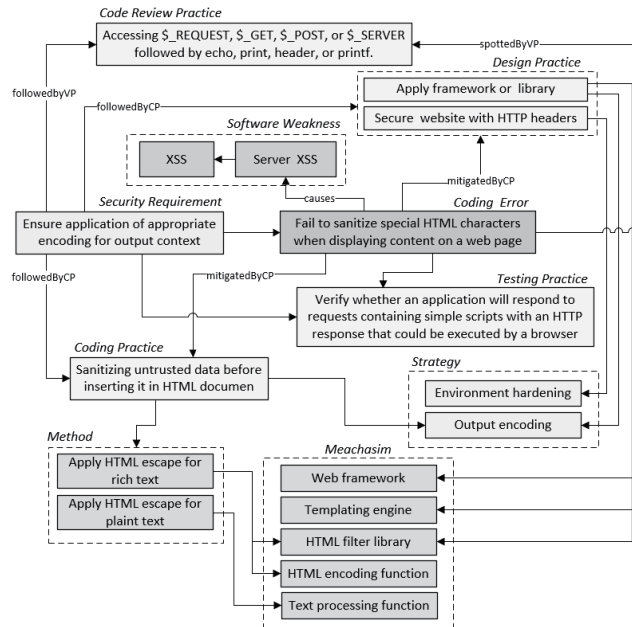 Code Review Practice
Accessing $_REQUEST, $_GET, $_POST, or $_SERVER
followed by echo, print, header, or printf.
spottedByVP
Design Practice
followedbyVP
Apply framework or library
followedByCP
Secure website with HTTP headers
Software Weakness
XSS
Server XSS
mitigatedByCP
causes
Security Requirement
Coding Error
Ensure application of appropriate
encoding for output context
Fail to sanitize special HTML characters
when displaying content on a web page
followedByCP
mitigatedByCP
Testing Practice
Verify whether an application will respond to
requests containing simple scripts with an HTTP
response that could be executed by a browser
Coding Practice
Sanitizing untrusted data before
inserting it in HTML documen
Strategy
Environment hardening
Output encoding
Method
Apply HTML escape for
rich text
Apply HTML escape for
plaint text
Meachasim
Web framework
Templating engine
HTML filter library
HTML encoding function
Text processing function